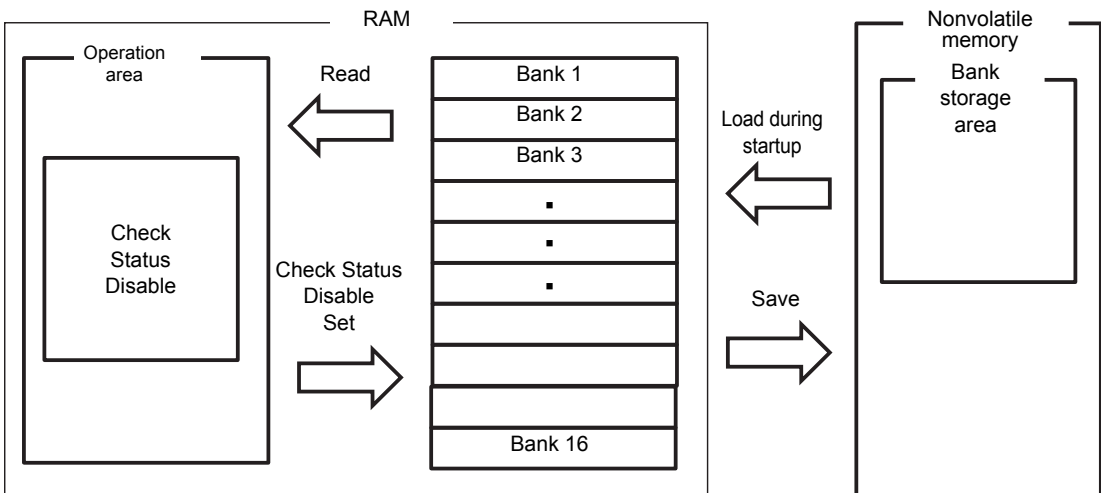 RAM
Operation
area
Check
Status
Disable
Read
Check Status
Disable
Set
Bank 1
Bank 2
Bank 3
.
.
.
Bank 16
Load during
startup
Save
Nonvolatile
memory
Bank
storage
area